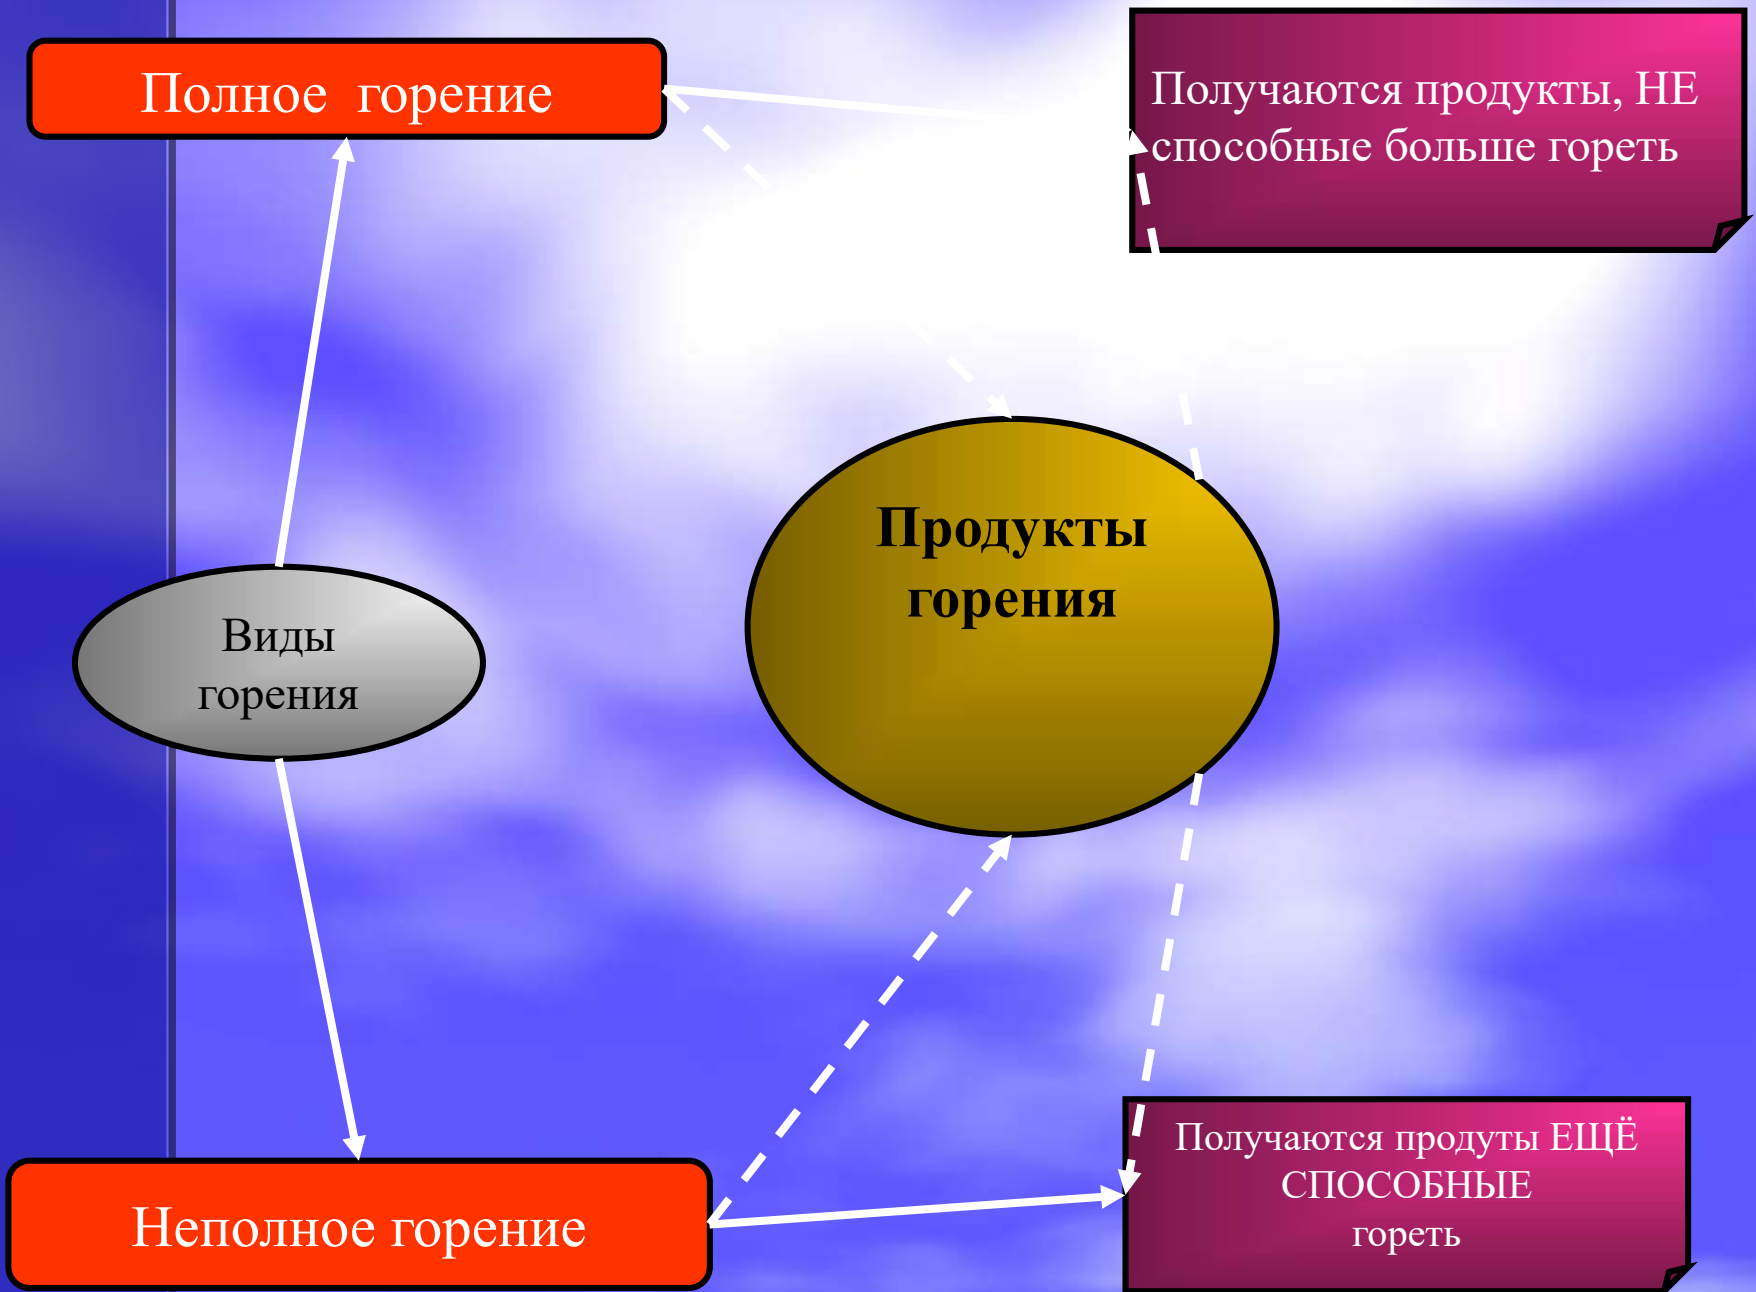 Полное горение
Получаются продукты, НЕ
способные больше гореть
Продукты
горения
Виды
горения
Получаются продуты ЕЩЁ
СПОСОБНЫЕ
гореть
Неполное горение